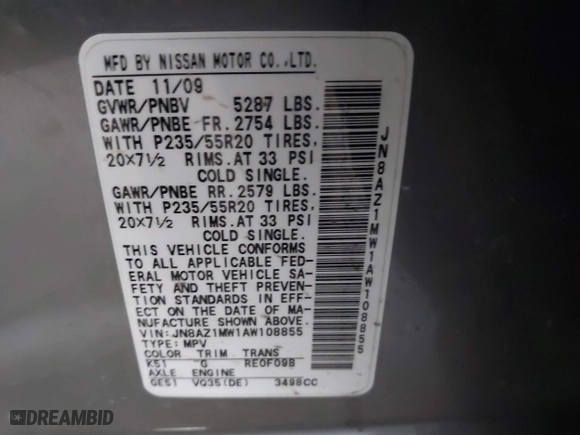 MFD BY NISSAN MOTOR CO.,LTD.
DATE 11/09
GVWR/PNBV 5287 LBS.
GAWR/PNBE FR. 2754 LBS.
WITH P235/55R20 TIRES,
20×7½ RIMS. AT 33 PSI
COLD SINGLE.
GAWR/PNBE RR. 2579 LBS.
WITH P235/55R20 TIRES,
20×7½ RIMS. AT 33 PSI
COLD SINGLE.
THIS VEHICLE CONFORMS
TO ALL APPLICABLE FED-
ERAL MOTOR VEHICLE SA-
FETY AND THEFT PREVEN-
TION STANDARDS IN EFF-
ECT ON THE DATE OF MA-
NUFACTURE SHOWN ABOVE.
VIN: JN8AZ1MW1AW108855
TYPE: MPV
COLOR TRIM TRANS
K51 G RE0F09B
AXLE ENGINE
GE51 VQ35(DE) 3498CC
JN8AZ1MW1AW108855
DREAMBID